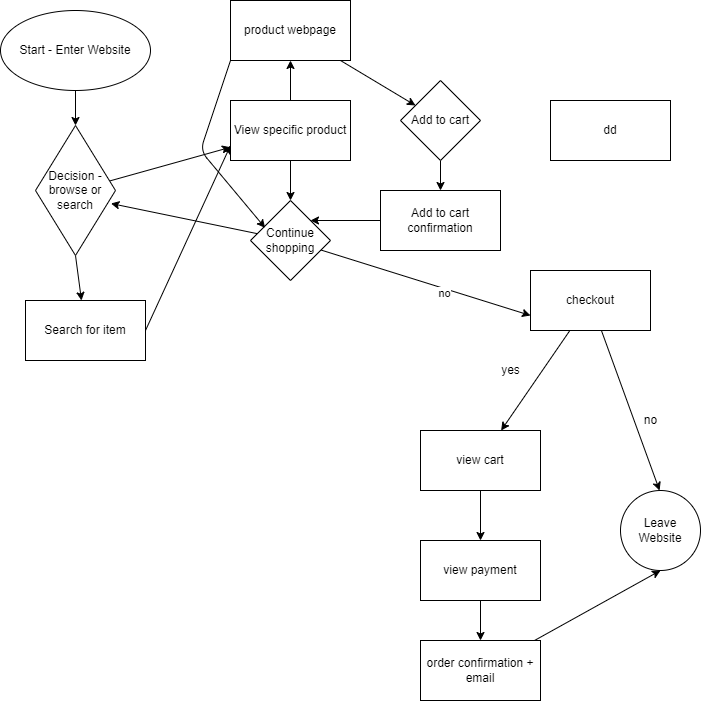 product webpage
Start - Enter Website
Add to cart
View specific product
dd
Decision -
browse or
search
Add to cart
confirmation
Continue
shopping
no
checkout
Search for item
yes
no
view cart
Leave
Website
view payment
order confirmation +
email